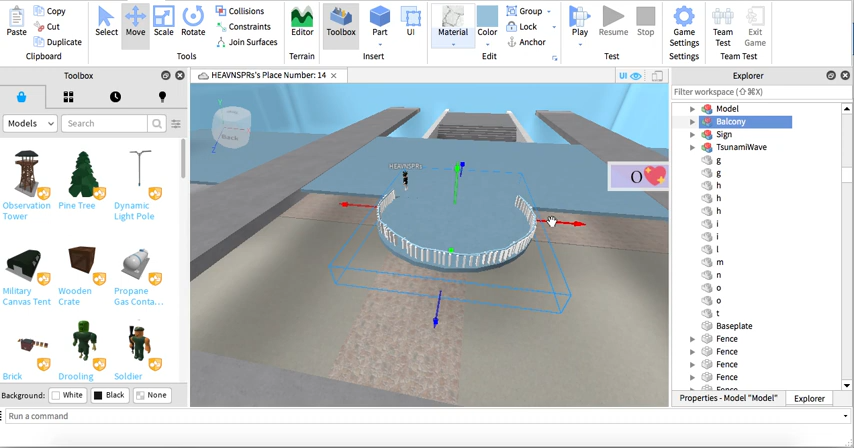 Paste
Copy
Cut
Duplicate
Clipboard
Select
Move
Scale
Rotate
Collisions
Constraints
Join Surfaces
Tools
Editor
Terrain
Toolbox
Part
UI
Insert
Material
Color
Group
Lock
Anchor
Edit
Play
Resume
Stop
Test
Game Settings
Settings
Team Test
Exit Game
Team Test
Toolbox
Models
Search
Observation Tower
Pine Tree
Dynamic Light Pole
Military Canvas Tent
Wooden Crate
Propane Gas Conta...
Brick
Drooling
Soldier
Background:
White
Black
None
HEAVNSPRs's Place Number: 14
UI
Back
HEAVNSPRs
O
Explorer
Filter workspace (⇧⌘X)
Model
Balcony
Sign
TsunamiWave
g
g
h
h
h
i
i
l
m
n
o
o
t
Baseplate
Fence
Fence
Fence
Fence
Fence
Properties - Model "Model"
Explorer
Run a command